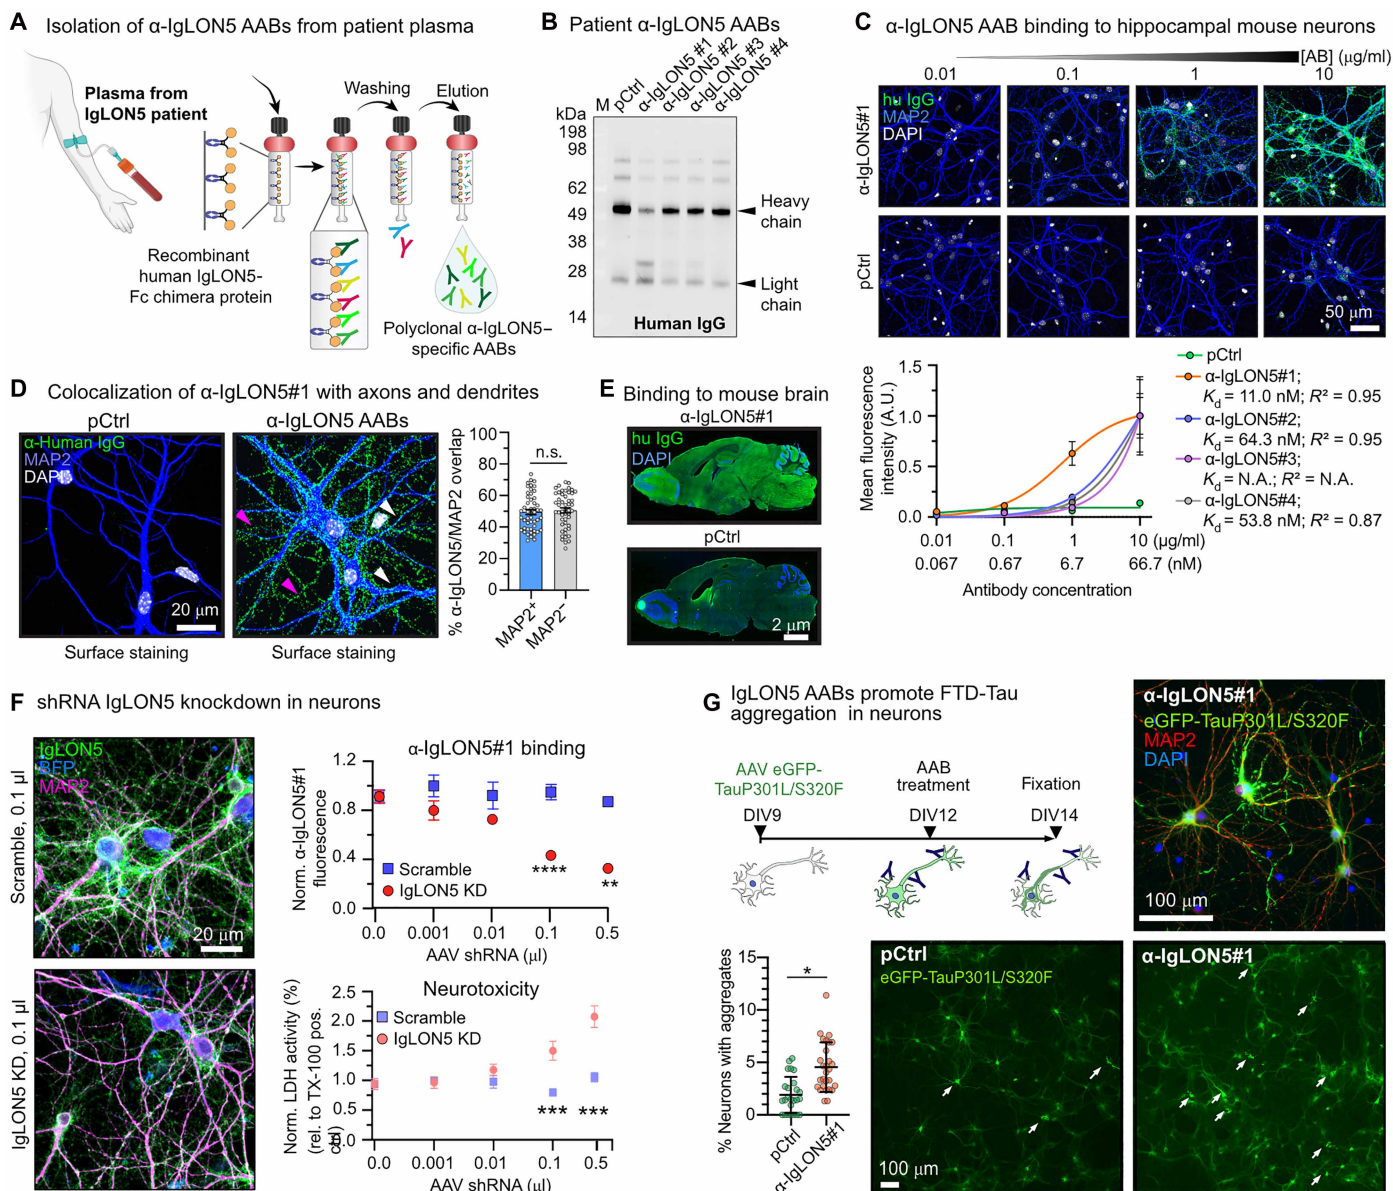 A Isolation of α-IgLON5 AABs from patient plasma
Plasma from
IgLON5 patient
Washing
Elution
Recombinant
human IgLON5-
Fc chimera protein
Polyclonal α-IgLON5–
specific AABs
B Patient α-IgLON5 AABs
kDa
M
pCtrl
α-IgLON5 #1
α-IgLON5 #2
α-IgLON5 #3
α-IgLON5 #4
198
98
62
49
38
28
14
Heavy
chain
Light
chain
Human IgG
C α-IgLON5 AAB binding to hippocampal mouse neurons
[AB] (μg/ml)
0.01 0.1 1 10
α-IgLON5#1
hu IgG
MAP2
DAPI
pCtrl
50 μm
Mean fluorescence
intensity (A.U.)
1.5
1.0
0.5
0.0
0.01 0.1 1 10 (μg/ml)
0.067 0.67 6.7 66.7 (nM)
Antibody concentration
pCtrl
α-IgLON5#1;
Kd = 11.0 nM; R² = 0.95
α-IgLON5#2;
Kd = 64.3 nM; R² = 0.95
α-IgLON5#3;
Kd = N.A.; R² = N.A.
α-IgLON5#4;
Kd = 53.8 nM; R² = 0.87
D Colocalization of α-IgLON5#1 with axons and dendrites
pCtrl
α-IgLON5 AABs
α-Human IgG
MAP2
DAPI
20 μm
Surface staining
Surface staining
% α-IgLON5/MAP2 overlap
100
80
60
40
20
0
n.s.
MAP2⁺
MAP2⁻
E Binding to mouse brain
α-IgLON5#1
hu IgG
DAPI
pCtrl
2 μm
F shRNA IgLON5 knockdown in neurons
Scramble, 0.1 μl
IgLON5
BFP
MAP2
20 μm
IgLON5 KD, 0.1 μl
α-IgLON5#1 binding
Norm. α-IgLON5#1
fluorescence
1.2
0.8
0.4
0.0
Scramble
IgLON5 KD
****
**
0.0 0.001 0.01 0.1 0.5
AAV shRNA (μl)
Neurotoxicity
Norm. LDH activity (%)
(rel. to TX-100 pos.
ctrl)
2.5
2.0
1.5
1.0
0.5
0.0
Scramble
IgLON5 KD
***
***
0.0 0.001 0.01 0.1 0.5
AAV shRNA (μl)
G IgLON5 AABs promote FTD-Tau
aggregation in neurons
AAV eGFP-
TauP301L/S320F
AAB
treatment
Fixation
DIV9
DIV12
DIV14
α-IgLON5#1
eGFP-TauP301L/S320F
MAP2
DAPI
100 μm
% Neurons with aggregates
15
10
5
0
*
pCtrl
α-IgLON5#1
pCtrl
eGFP-TauP301L/S320F
100 μm
α-IgLON5#1